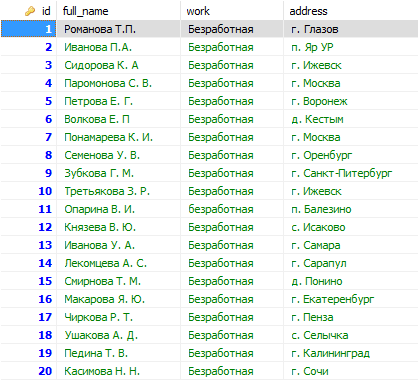 id full_name work address
1 Романова Т.П. Безработная г. Глазов
2 Иванова П.А. Безработная п. Яр УР
3 Сидорова К. А Безработная г. Ижевск
4 Паромонова С. В. Безработная г. Москва
5 Петрова Е. Г. Безработная г. Воронеж
6 Волкова Е. П Безработная д. Кестым
7 Понамарева К. И. Безработная г. Москва
8 Семенова У. В. Безработная г. Оренбург
9 Зубкова Г. М. Безработная г. Санкт-Питербург
10 Третьякова З. Р. Безработная г. Ижевск
11 Опарина В. И. безработная п. Балезино
12 Князева В. Ю. Безработная с. Исаково
13 Иванова У. А. Безработная г. Самара
14 Лекомцева А. С. Безработная г. Сарапул
15 Смирнова Т. М. Безработная д. Понино
16 Макарова Я. Ю. Безработная г. Екатеренбург
17 Чиркова Р. Т. Безработная г. Пенза
18 Ушакова А. Д. Безработная с. Селычка
19 Педина Т. В. Безработная г. Калининград
20 Касимова Н. Н. Безработная г. Сочи